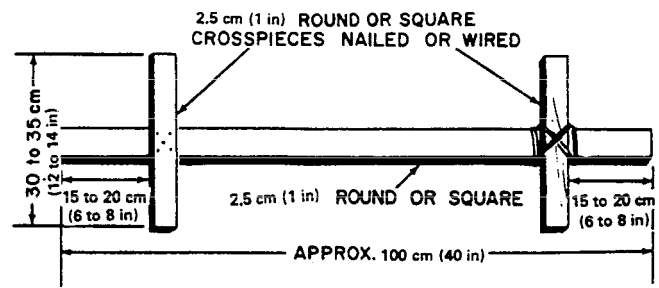 2.5 cm (1 in) ROUND OR SQUARE
CROSSPIECES NAILED OR WIRED
30 to 35 cm
(12 to 14 in)
15 to 20 cm
(6 to 8 in)
2.5 cm (1 in) ROUND OR SQUARE
15 to 20 cm
(6 to 8 in)
APPROX. 100 cm (40 in)